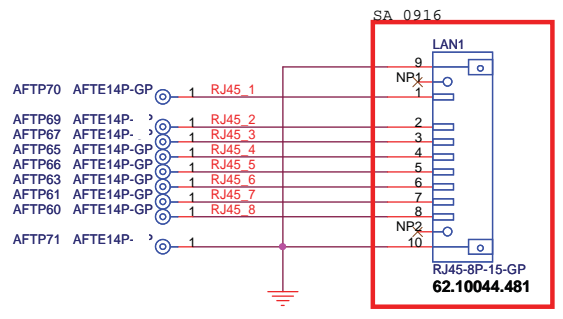 SA 0916
LAN1
9
NP1
AFTP70 AFTE14P-GP 1 RJ45_1 1
AFTP69 AFTE14P- P 1 RJ45_2 2
AFTP67 AFTE14P- P 1 RJ45_3 3
AFTP65 AFTE14P-GP 1 RJ45_4 4
AFTP66 AFTE14P-GP 1 RJ45_5 5
AFTP63 AFTE14P-GP 1 RJ45_6 6
AFTP61 AFTE14P-GP 1 RJ45_7 7
AFTP60 AFTE14P-GP 1 RJ45_8 8
NP2
AFTP71 AFTE14P- P 1 10
RJ45-8P-15-GP
62.10044.481